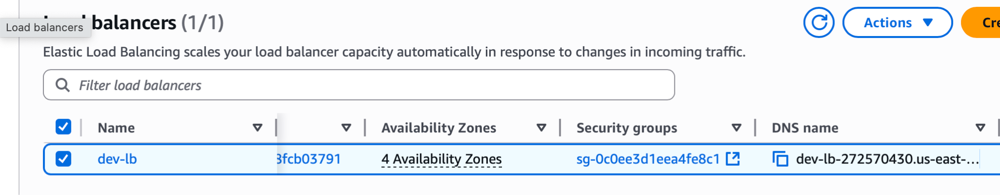 Load balancers
balancers (1/1)
Actions
Cre
Elastic Load Balancing scales your load balancer capacity automatically in response to changes in incoming traffic.
Filter load balancers
Name
Availability Zones
Security groups
DNS name
dev-lb
8fcb03791
4 Availability Zones
sg-0c0ee3d1eea4fe8c1
dev-lb-272570430.us-east-...